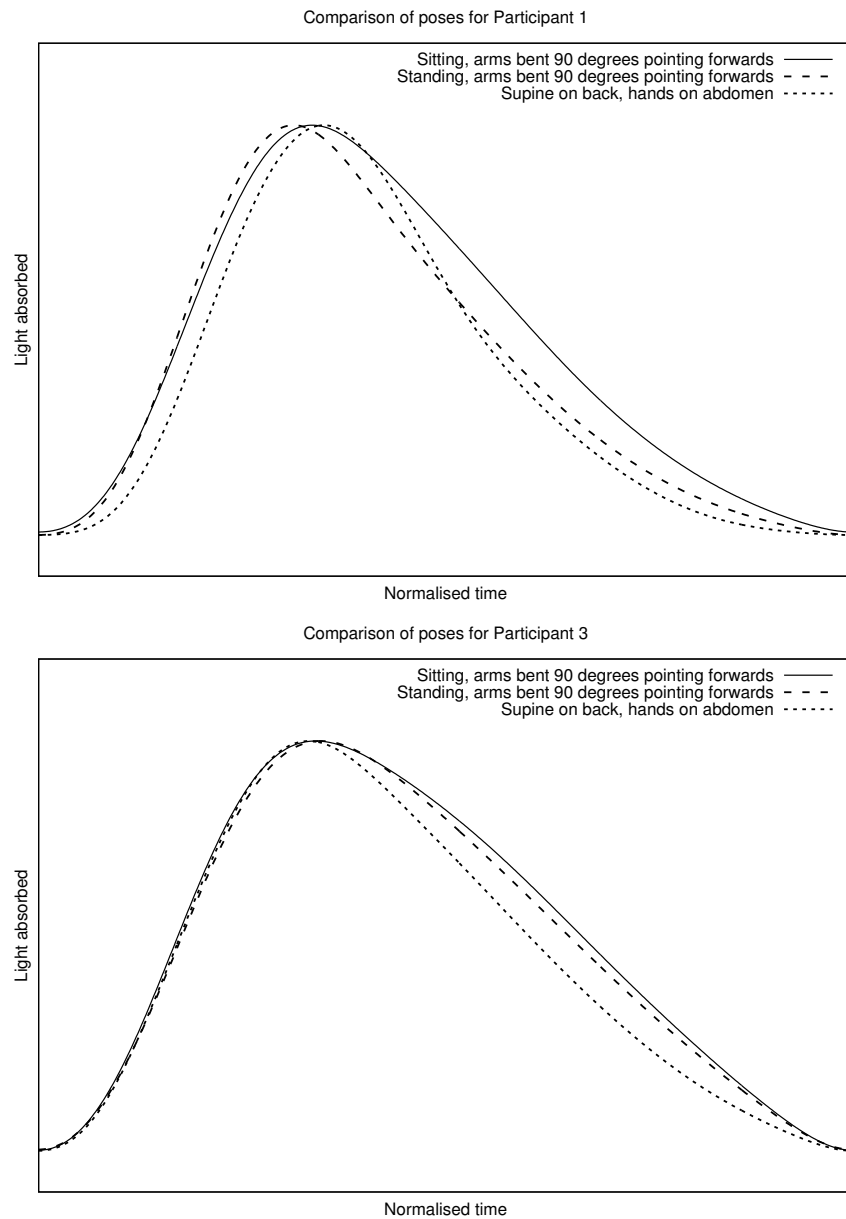 Comparison of poses for Participant 1
Sitting, arms bent 90 degrees pointing forwards
Standing, arms bent 90 degrees pointing forwards
Supine on back, hands on abdomen
Light absorbed
Normalised time
Comparison of poses for Participant 3
Sitting, arms bent 90 degrees pointing forwards
Standing, arms bent 90 degrees pointing forwards
Supine on back, hands on abdomen
Light absorbed
Normalised time